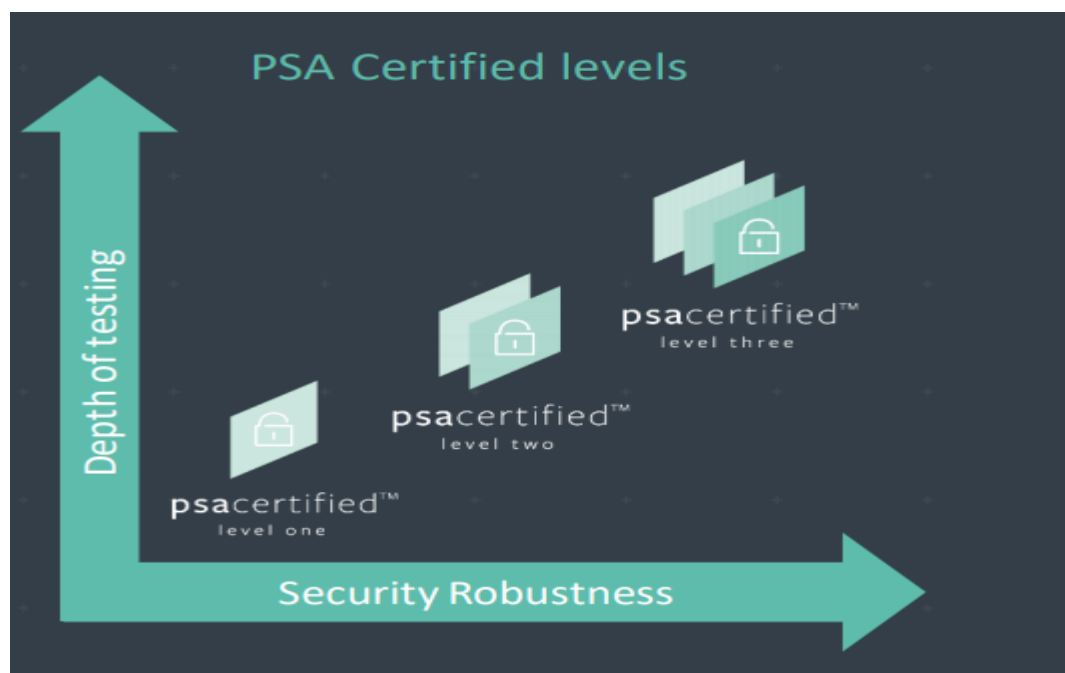 PSA Certified levels
Depth of testing
psacertified™
level three
psacertified™
level two
psacertified™
level one
Security Robustness